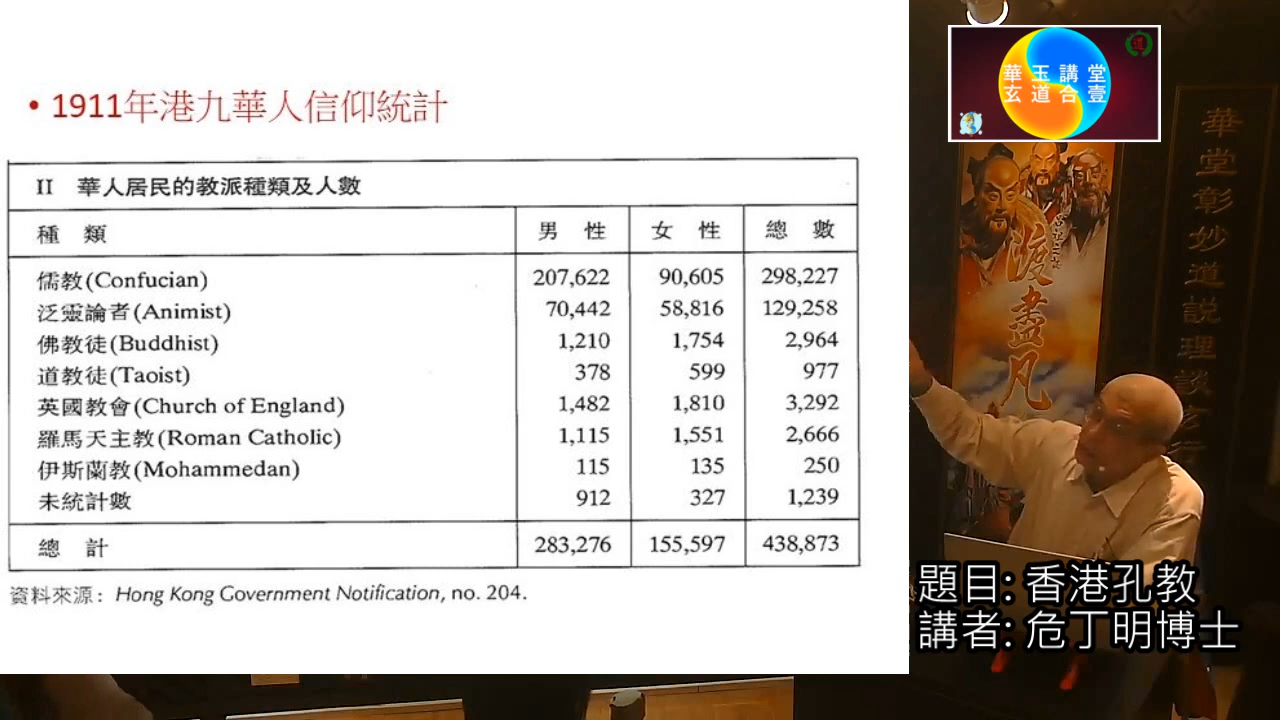 • 1911年港九華人信仰統計
II 華人居民的教派種類及人數
種 類 男 性 女 性 總 數
儒教(Confucian) 207,622 90,605 298,227
泛靈論者(Animist) 70,442 58,816 129,258
佛教徒(Buddhist) 1,210 1,754 2,964
道教徒(Taoist) 378 599 977
英國教會(Church of England) 1,482 1,810 3,292
羅馬天主教(Roman Catholic) 1,115 1,551 2,666
伊斯蘭教(Mohammedan) 115 135 250
未統計數 912 327 1,239
總 計 283,276 155,597 438,873
資料來源：Hong Kong Government Notification, no. 204.
華玉講堂
玄道合壹
道
渡盡凡
華堂彰妙道説理談玄行
題目: 香港孔教
講者: 危丁明博士